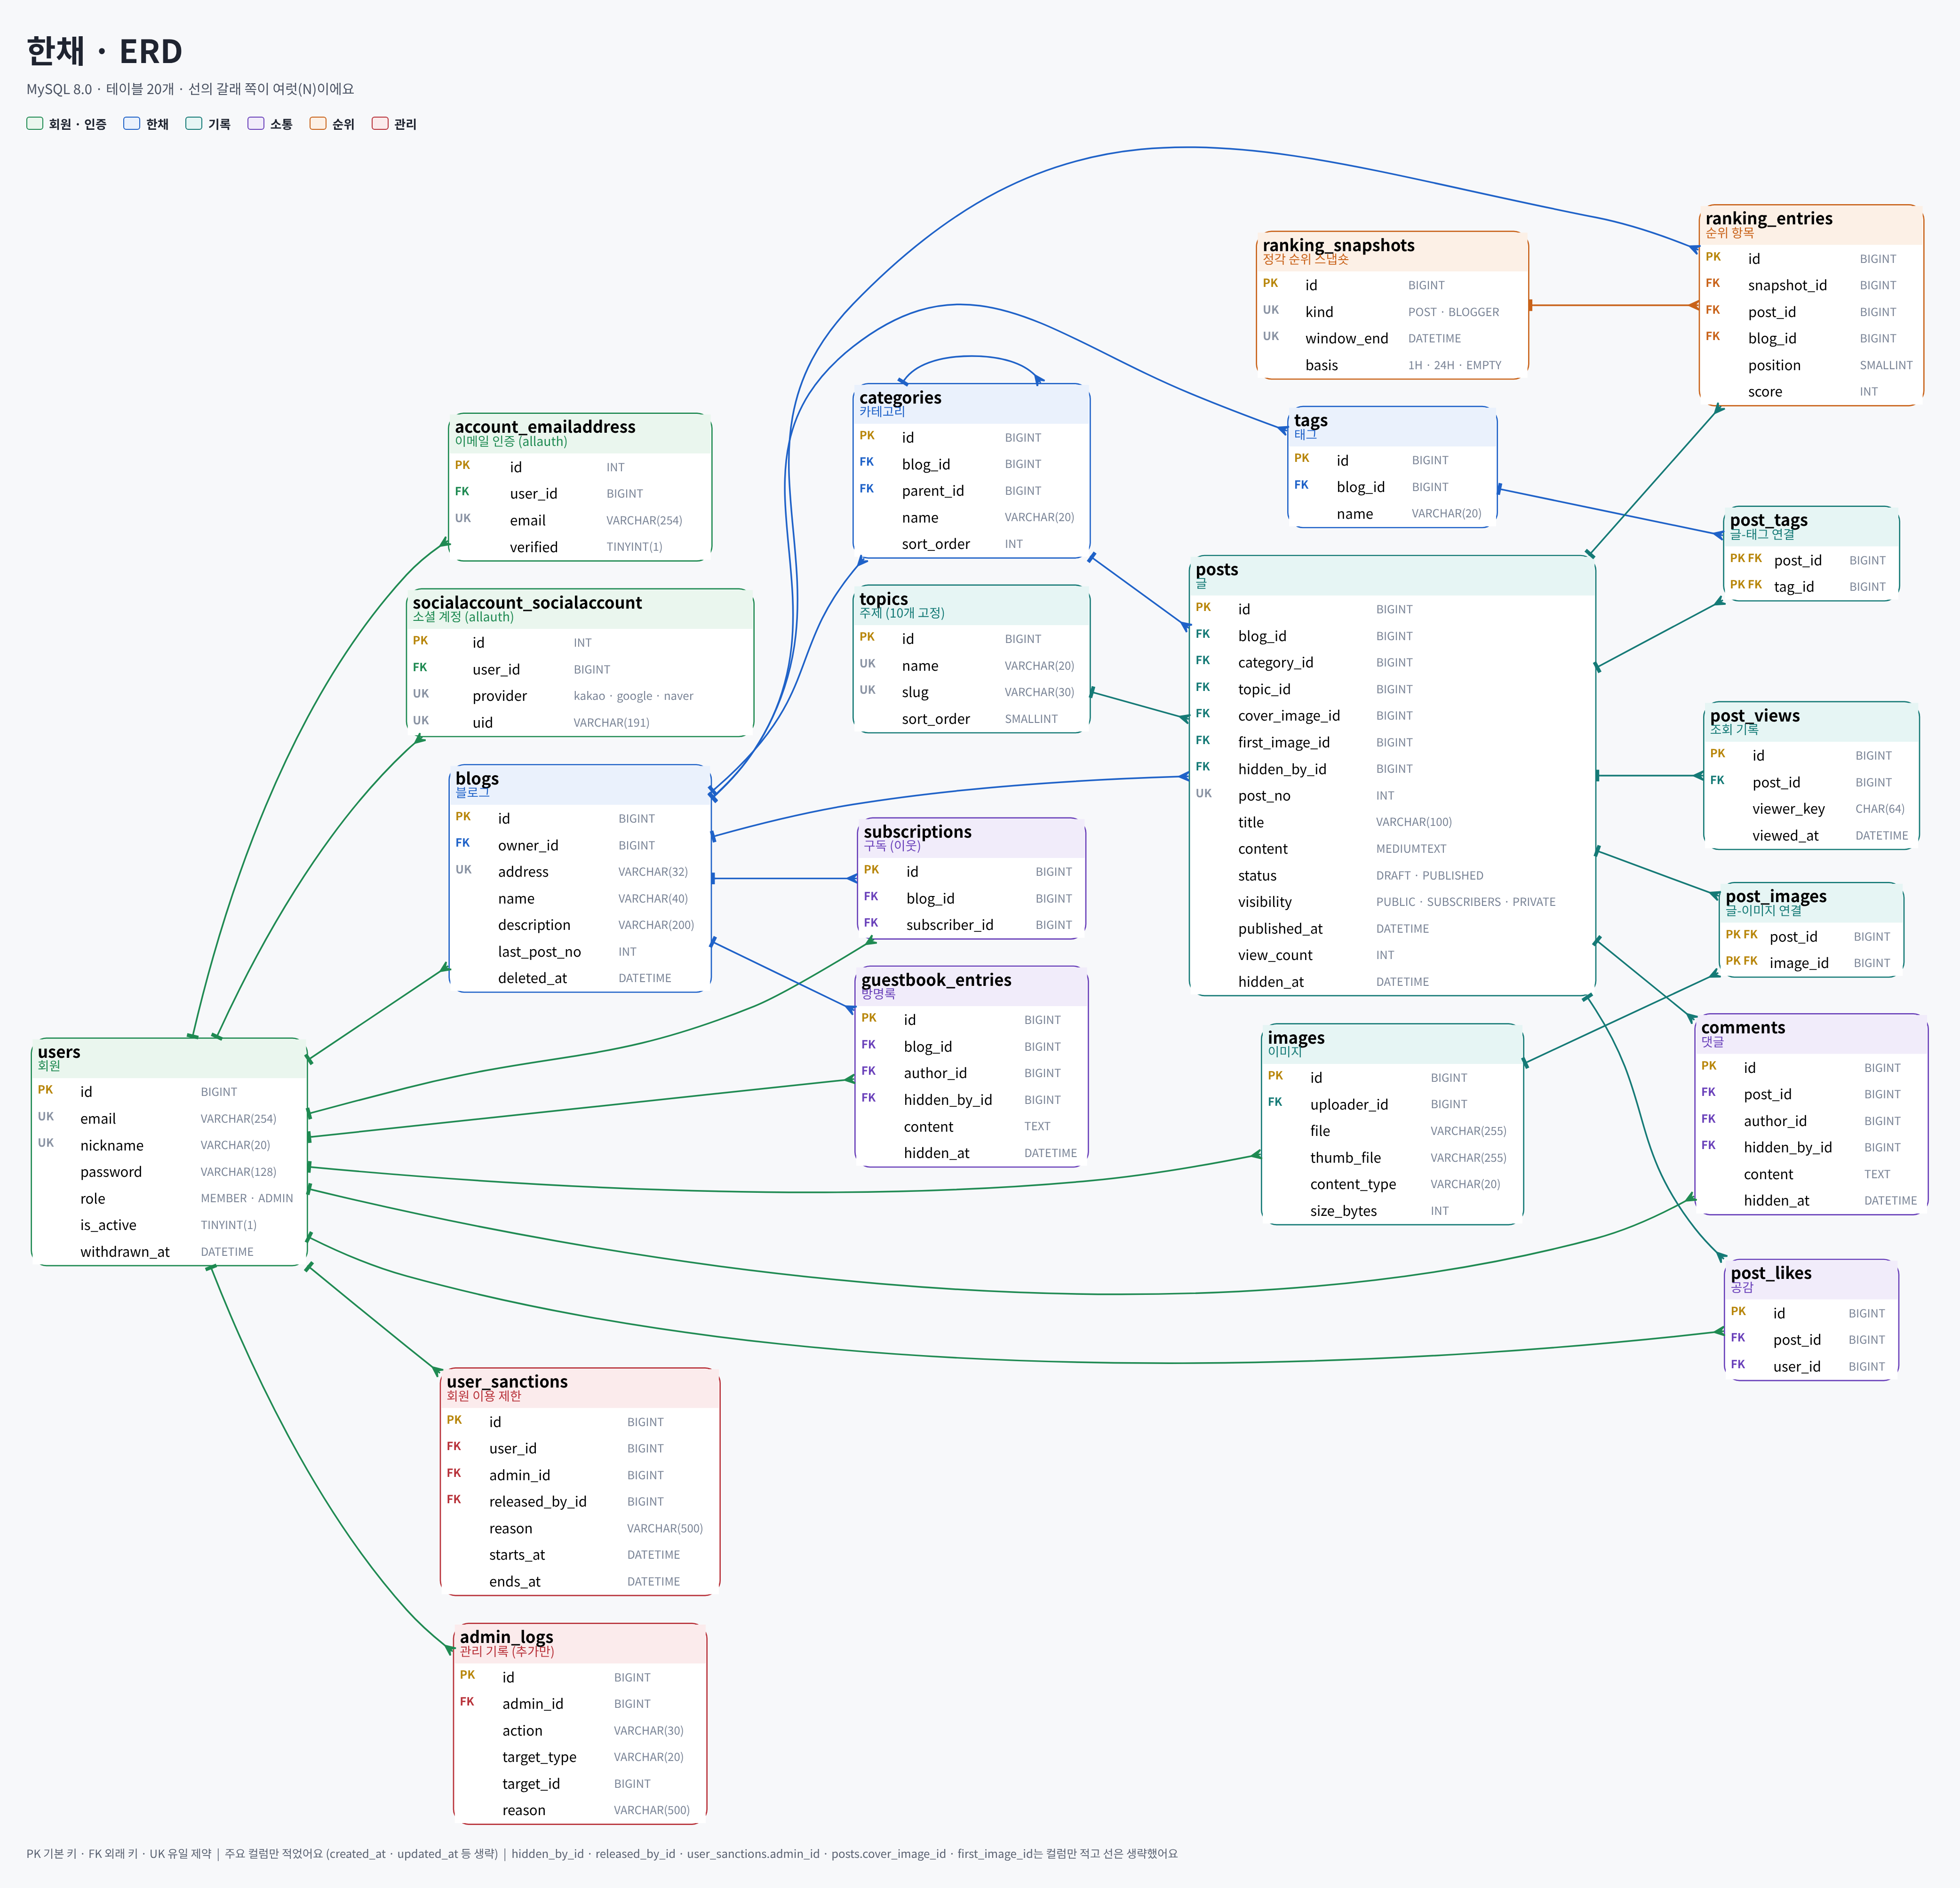 한채 · ERD
MySQL 8.0 · 테이블 20개 · 선의 갈래 쪽이 여럿(N)이에요
회원 · 인증 한채 기록 소통 순위 관리
ranking_entries
순위 항목
PK id BIGINT
FK snapshot_id BIGINT
FK post_id BIGINT
FK blog_id BIGINT
position SMALLINT
score INT
ranking_snapshots
정각 순위 스냅숏
PK id BIGINT
UK kind POST · BLOGGER
UK window_end DATETIME
basis 1H · 24H · EMPTY
categories
카테고리
PK id BIGINT
FK blog_id BIGINT
FK parent_id BIGINT
name VARCHAR(20)
sort_order INT
tags
태그
PK id BIGINT
FK blog_id BIGINT
name VARCHAR(20)
account_emailaddress
이메일 인증 (allauth)
PK id INT
FK user_id BIGINT
UK email VARCHAR(254)
verified TINYINT(1)
post_tags
글-태그 연결
PK FK post_id BIGINT
PK FK tag_id BIGINT
posts
글
PK id BIGINT
FK blog_id BIGINT
FK category_id BIGINT
FK topic_id BIGINT
FK cover_image_id BIGINT
FK first_image_id BIGINT
FK hidden_by_id BIGINT
UK post_no INT
title VARCHAR(100)
content MEDIUMTEXT
status DRAFT · PUBLISHED
visibility PUBLIC · SUBSCRIBERS · PRIVATE
published_at DATETIME
view_count INT
hidden_at DATETIME
socialaccount_socialaccount
소셜 계정 (allauth)
PK id INT
FK user_id BIGINT
UK provider kakao · google · naver
UK uid VARCHAR(191)
topics
주제 (10개 고정)
PK id BIGINT
UK name VARCHAR(20)
UK slug VARCHAR(30)
sort_order SMALLINT
post_views
조회 기록
PK id BIGINT
FK post_id BIGINT
viewer_key CHAR(64)
viewed_at DATETIME
blogs
블로그
PK id BIGINT
FK owner_id BIGINT
UK address VARCHAR(32)
name VARCHAR(40)
description VARCHAR(200)
last_post_no INT
deleted_at DATETIME
subscriptions
구독 (이웃)
PK id BIGINT
FK blog_id BIGINT
FK subscriber_id BIGINT
post_images
글-이미지 연결
PK FK post_id BIGINT
PK FK image_id BIGINT
guestbook_entries
방명록
PK id BIGINT
FK blog_id BIGINT
FK author_id BIGINT
FK hidden_by_id BIGINT
content TEXT
hidden_at DATETIME
images
이미지
PK id BIGINT
FK uploader_id BIGINT
file VARCHAR(255)
thumb_file VARCHAR(255)
content_type VARCHAR(20)
size_bytes INT
comments
댓글
PK id BIGINT
FK post_id BIGINT
FK author_id BIGINT
FK hidden_by_id BIGINT
content TEXT
hidden_at DATETIME
users
회원
PK id BIGINT
UK email VARCHAR(254)
UK nickname VARCHAR(20)
password VARCHAR(128)
role MEMBER · ADMIN
is_active TINYINT(1)
withdrawn_at DATETIME
post_likes
공감
PK id BIGINT
FK post_id BIGINT
FK user_id BIGINT
user_sanctions
회원 이용 제한
PK id BIGINT
FK user_id BIGINT
FK admin_id BIGINT
FK released_by_id BIGINT
reason VARCHAR(500)
starts_at DATETIME
ends_at DATETIME
admin_logs
관리 기록 (추가만)
PK id BIGINT
FK admin_id BIGINT
action VARCHAR(30)
target_type VARCHAR(20)
target_id BIGINT
reason VARCHAR(500)
PK 기본 키 · FK 외래 키 · UK 유일 제약 | 주요 컬럼만 적었어요 (created_at · updated_at 등 생략) | hidden_by_id · released_by_id · user_sanctions.admin_id · posts.cover_image_id · first_image_id는 컬럼만 적고 선은 생략했어요